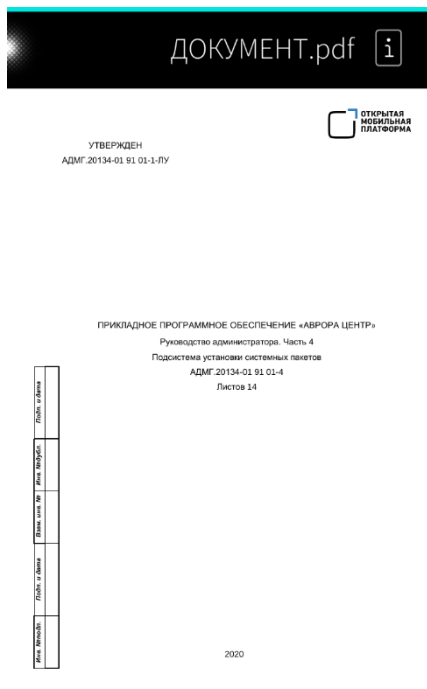 ДОКУМЕНТ.pdf i
ОТКРЫТАЯ
МОБИЛЬНАЯ
ПЛАТФОРМА
УТВЕРЖДЕН
АДМГ.20134-01 91 01-1-ЛУ
ПРИКЛАДНОЕ ПРОГРАММНОЕ ОБЕСПЕЧЕНИЕ «АВРОРА ЦЕНТР»
Руководство администратора. Часть 4
Подсистема установки системных пакетов
АДМГ.20134-01 91 01-4
Листов 14
Подп. и дата
Инв. №дубл.
Взам. инв. №
Подп. и дата
Инв. №подл.
2020